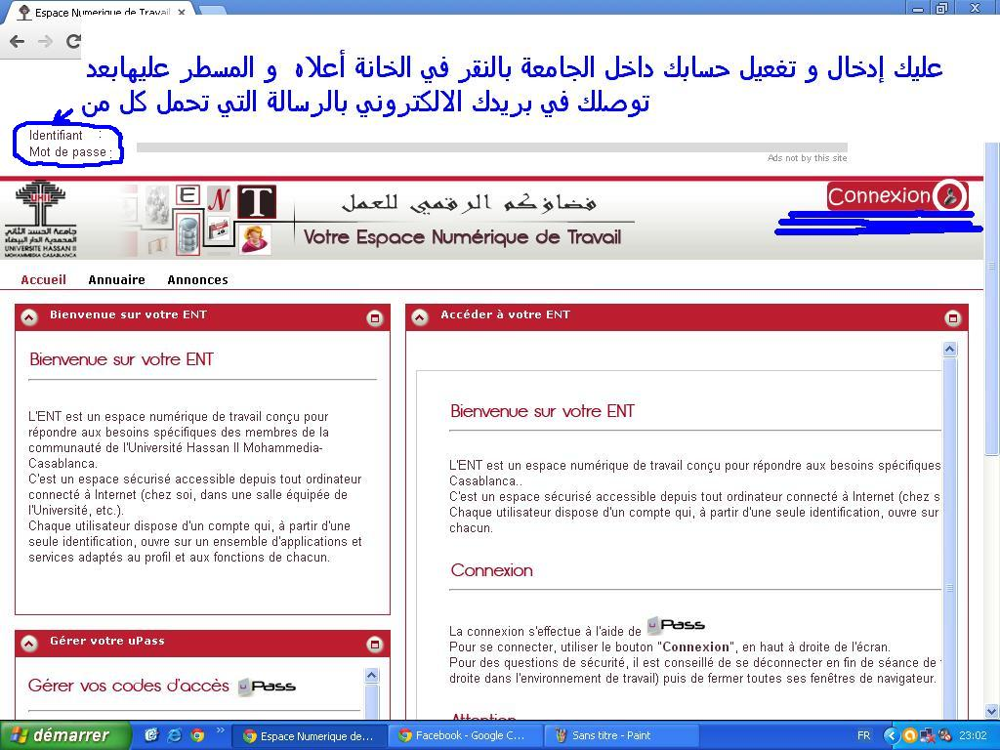 Espace Numerique de Travail
عليك إدخال و تفعيل حسابك داخل الجامعة بالنقر في الخانة أعلاه و المسطر عليهابعد
توصلك في بريدك الالكتروني بالرسالة التي تحمل كل من
Identifiant :
Mot de passe :
Ads not by this site
جامعة الحسن الثاني
المحمدية الدار البيضاء
UNIVERSITE HASSAN II
MOHAMMEDIA CASABLANCA
E N T
فضاؤكم الرقمي للعمل
Votre Espace Numérique de Travail
Connexion
Accueil Annuaire Annonces
Bienvenue sur votre ENT
Bienvenue sur votre ENT
L'ENT est un espace numérique de travail conçu pour
répondre aux besoins spécifiques des membres de la
communauté de l'Université Hassan II Mohammedia-
Casablanca.
C'est un espace sécurisé accessible depuis tout ordinateur
connecté à Internet (chez soi, dans une salle équipée de
l'Université, etc.).
Chaque utilisateur dispose d'un compte qui, à partir d'une
seule identification, ouvre sur un ensemble d'applications et
services adaptés au profil et aux fonctions de chacun.
Gérer votre uPass
Gérer vos codes d'accès uPass
Accéder à votre ENT
Bienvenue sur votre ENT
L'ENT est un espace numérique de travail conçu pour répondre aux besoins spécifiques
Casablanca..
C'est un espace sécurisé accessible depuis tout ordinateur connecté à Internet (chez s
Chaque utilisateur dispose d'un compte qui, à partir d'une seule identification, ouvre sur
chacun.
Connexion
La connexion s'effectue à l'aide de uPass
Pour se connecter, utiliser le bouton "Connexion", en haut à droite de l'écran.
Pour des questions de sécurité, il est conseillé de se déconnecter en fin de séance de
droite dans l'environnement de travail) puis de fermer toutes ses fenêtres de navigateur.
Attention
démarrer
Espace Numerique de...
Facebook - Google C...
Sans titre - Paint
FR
23:02